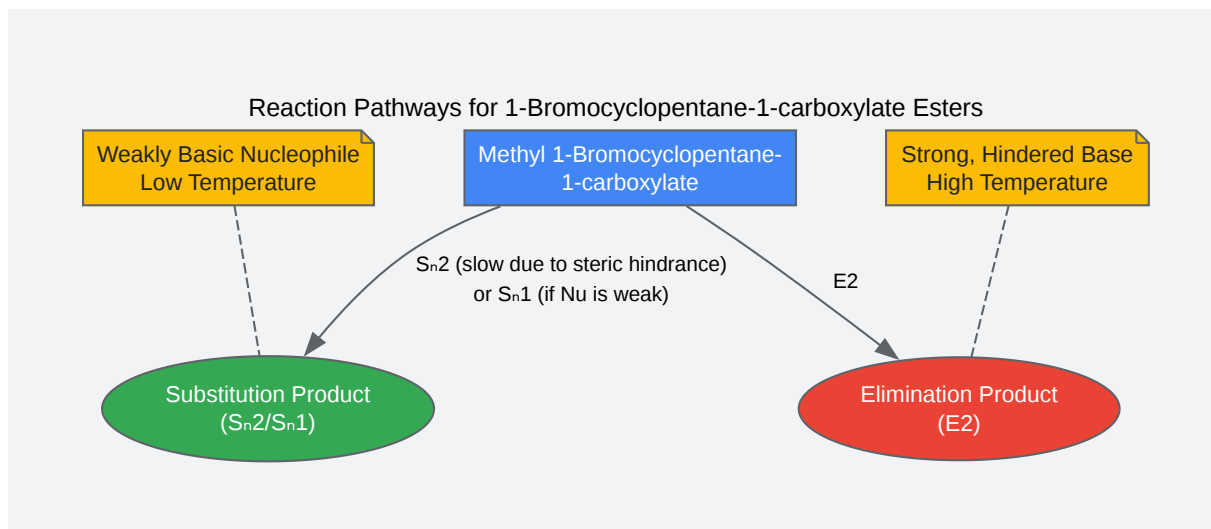 Reaction Pathways for 1-Bromocyclopentane-1-carboxylate Esters
Weakly Basic Nucleophile
Low Temperature
Methyl 1-Bromocyclopentane-
1-carboxylate
Strong, Hindered Base
High Temperature
Sₙ2 (slow due to steric hindrance)
or Sₙ1 (if Nu is weak)
E2
Substitution Product
(Sₙ2/Sₙ1)
Elimination Product
(E2)